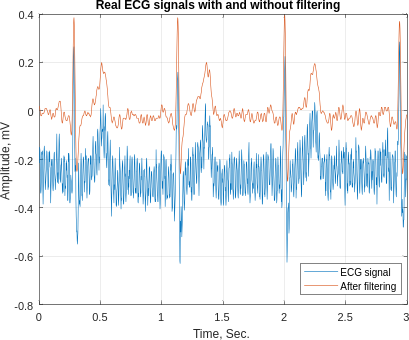 Real ECG signals with and without filtering
0.4
0.2
0
-0.2
-0.4
-0.6
-0.8
Amplitude, mV
0
0.5
1
1.5
2
2.5
3
Time, Sec.
ECG signal
After filtering